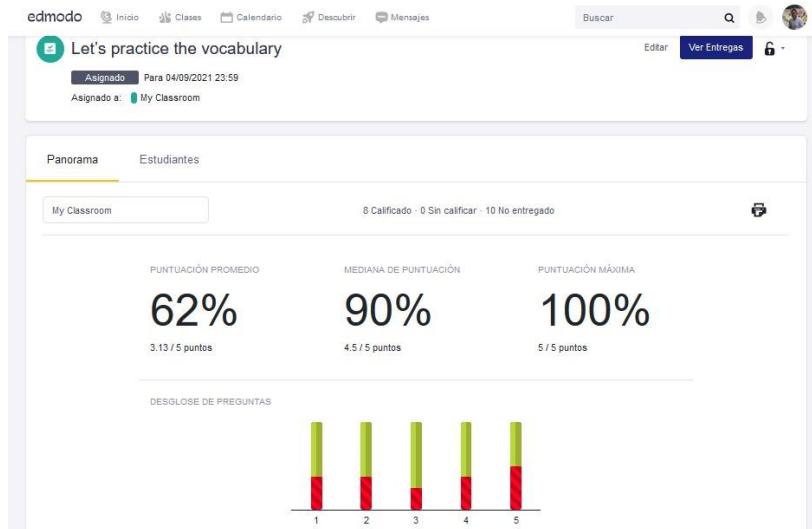 edmodo Inicio Clases Calendario Descubrir Mensajes Buscar
Let's practice the vocabulary Editar Ver Entregas
Asignado Para 04/09/2021 23:59
Asignado a: My Classroom
Panorama Estudiantes
My Classroom 8 Calificado · 0 Sin calificar · 10 No entregado
PUNTUACIÓN PROMEDIO MEDIANA DE PUNTUACIÓN PUNTUACIÓN MÁXIMA
62% 90% 100%
3.13 / 5 puntos 4.5 / 5 puntos 5 / 5 puntos
DESGLOSE DE PREGUNTAS
1 2 3 4 5